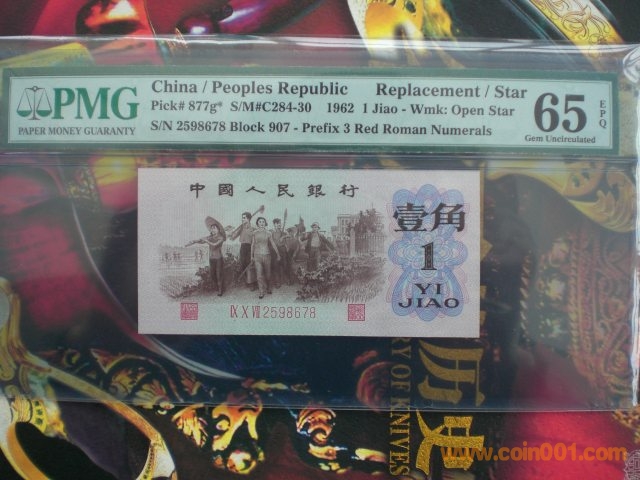 PMG
PAPER MONEY GUARANTY
China / Peoples Republic Replacement / Star
Pick# 877g* S/M#C284-30 1962 1 Jiao - Wmk: Open Star
S/N 2598678 Block 907 - Prefix 3 Red Roman Numerals
65 EPQ
Gem Uncirculated
中國人民銀行
壹角
1
YI
JIAO
IX X VII 2598678
历史
RY OF KNIVES
www.coin001.com